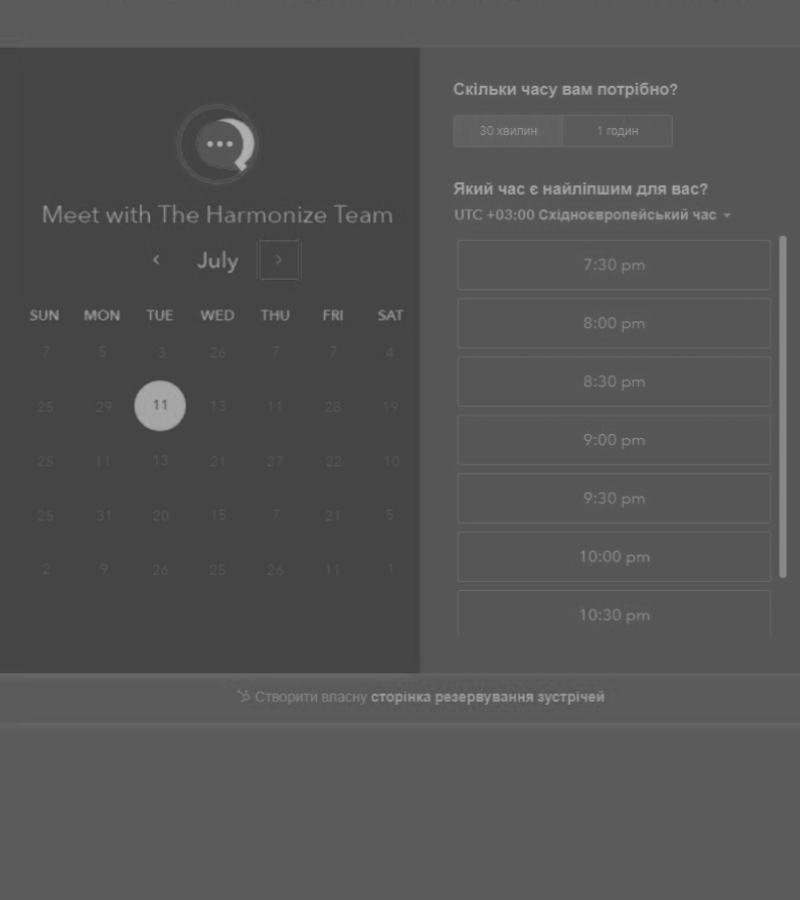 Meet with The Harmonize Team
July
SUN MON TUE WED THU FRI SAT
7 5 3 26 7 7 4
25 29 11 13 11 28 19
25 11 13 21 27 22 10
25 31 20 15 7 21 5
2 9 26 25 26 11 1
Скільки часу вам потрібно?
30 хвилин 1 годин
Який час є найліпшим для вас?
UTC +03:00 Східноєвропейський час
7:30 pm
8:00 pm
8:30 pm
9:00 pm
9:30 pm
10:00 pm
10:30 pm
Створити власну сторінка резервування зустрічей